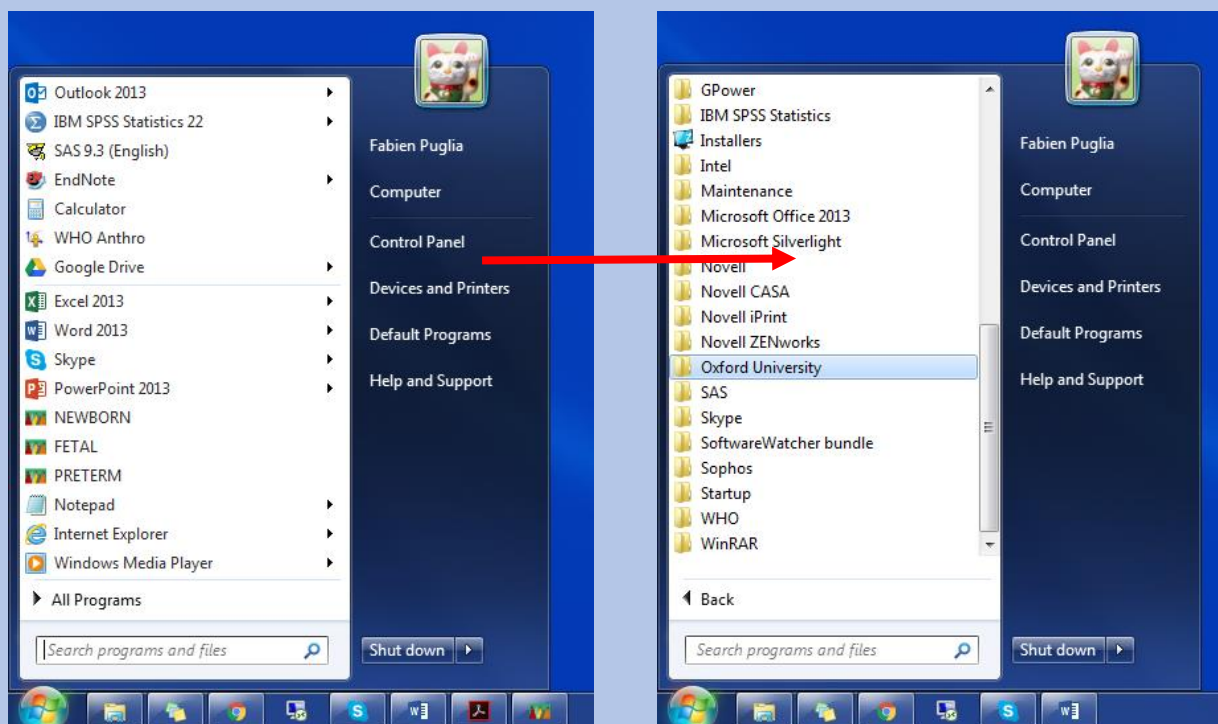 Outlook 2013
IBM SPSS Statistics 22
SAS 9.3 (English)
EndNote
Calculator
WHO Anthro
Google Drive
Excel 2013
Word 2013
Skype
PowerPoint 2013
NEWBORN
FETAL
PRETERM
Notepad
Internet Explorer
Windows Media Player
All Programs
Search programs and files
Fabien Puglia
Computer
Control Panel
Devices and Printers
Default Programs
Help and Support
Shut down
GPower
IBM SPSS Statistics
Installers
Intel
Maintenance
Microsoft Office 2013
Microsoft Silverlight
Novell
Novell CASA
Novell iPrint
Novell ZENworks
Oxford University
SAS
Skype
SoftwareWatcher bundle
Sophos
Startup
WHO
WinRAR
Back
Search programs and files
Fabien Puglia
Computer
Control Panel
Devices and Printers
Default Programs
Help and Support
Shut down